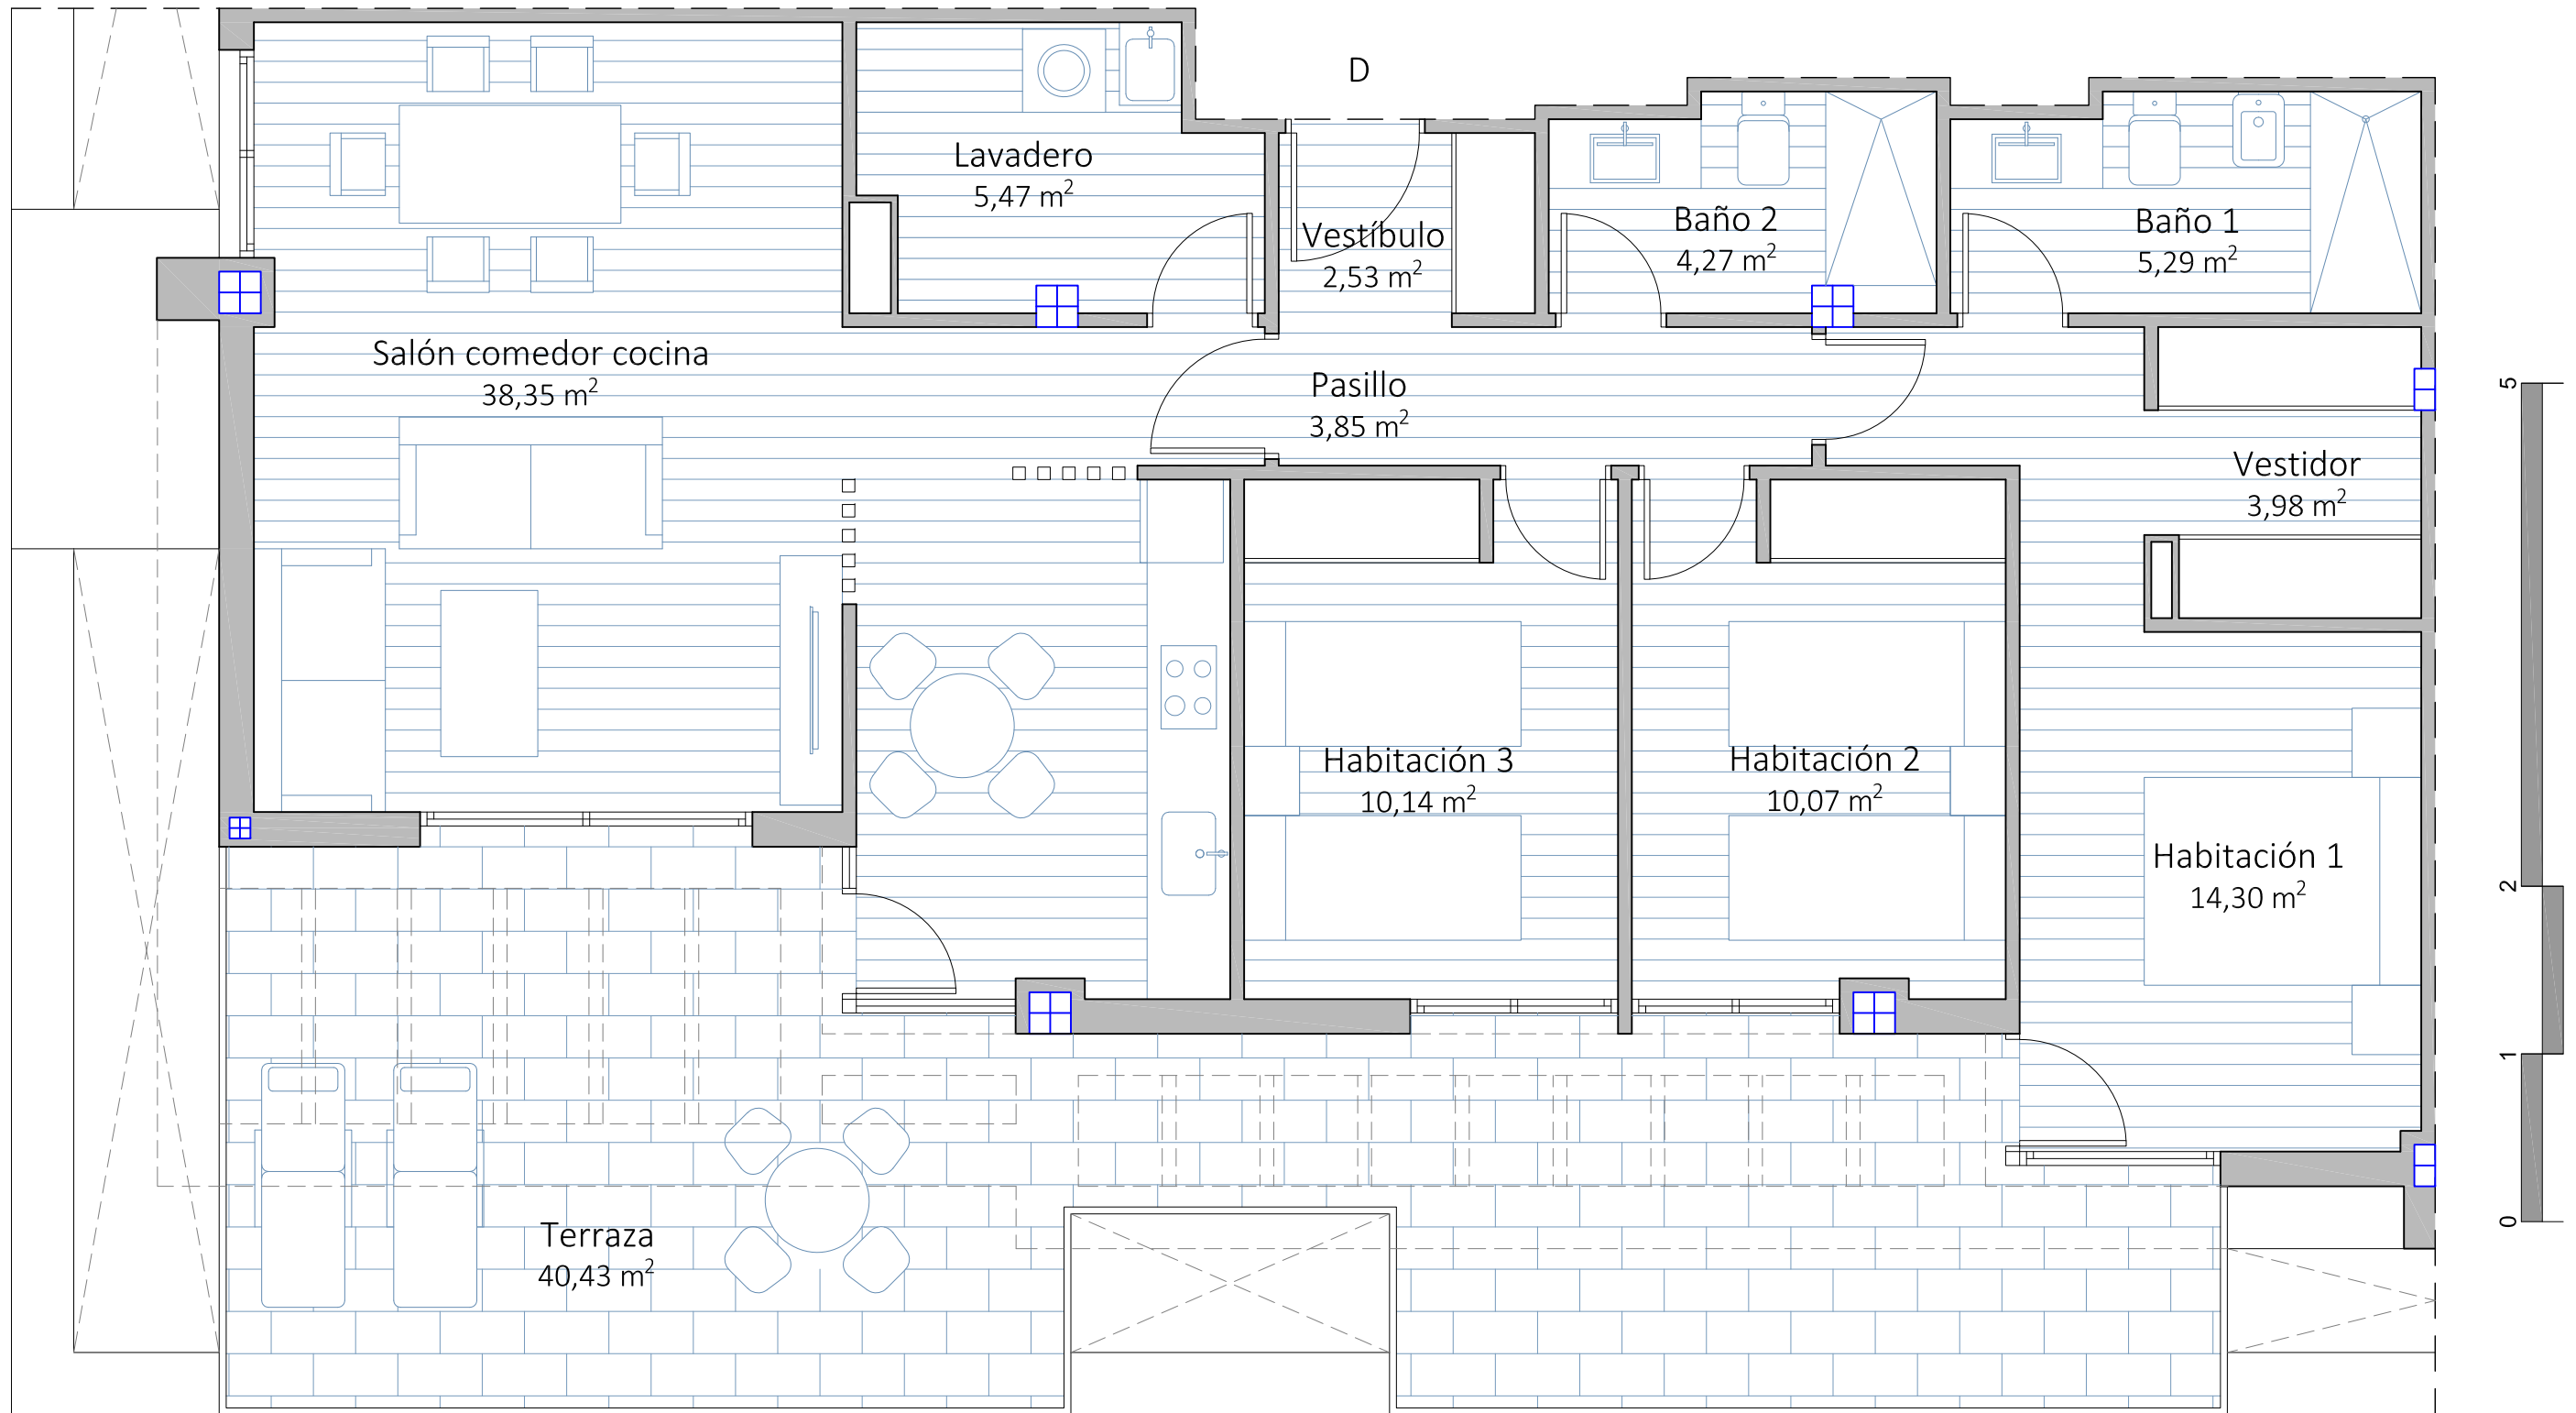 D
Lavadero
5,47 m²
Vestíbulo
2,53 m²
Baño 2
4,27 m²
Baño 1
5,29 m²
Salón comedor cocina
38,35 m²
Pasillo
3,85 m²
Vestidor
3,98 m²
Habitación 3
10,14 m²
Habitación 2
10,07 m²
Habitación 1
14,30 m²
Terraza
40,43 m²
5
2
1
0